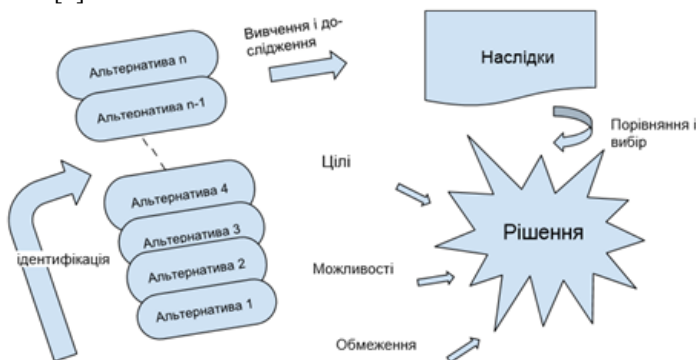 Альтернатива n
Альтеонатива n-1
Вивчення і до-
слідження
Наслідки
Порівняння і
вибір
Цілі
Альтернатива 4
Альтернатива 3
Альтернатива 2
Альтернатива 1
ідентифікація
Рішення
Можливості
Обмеження